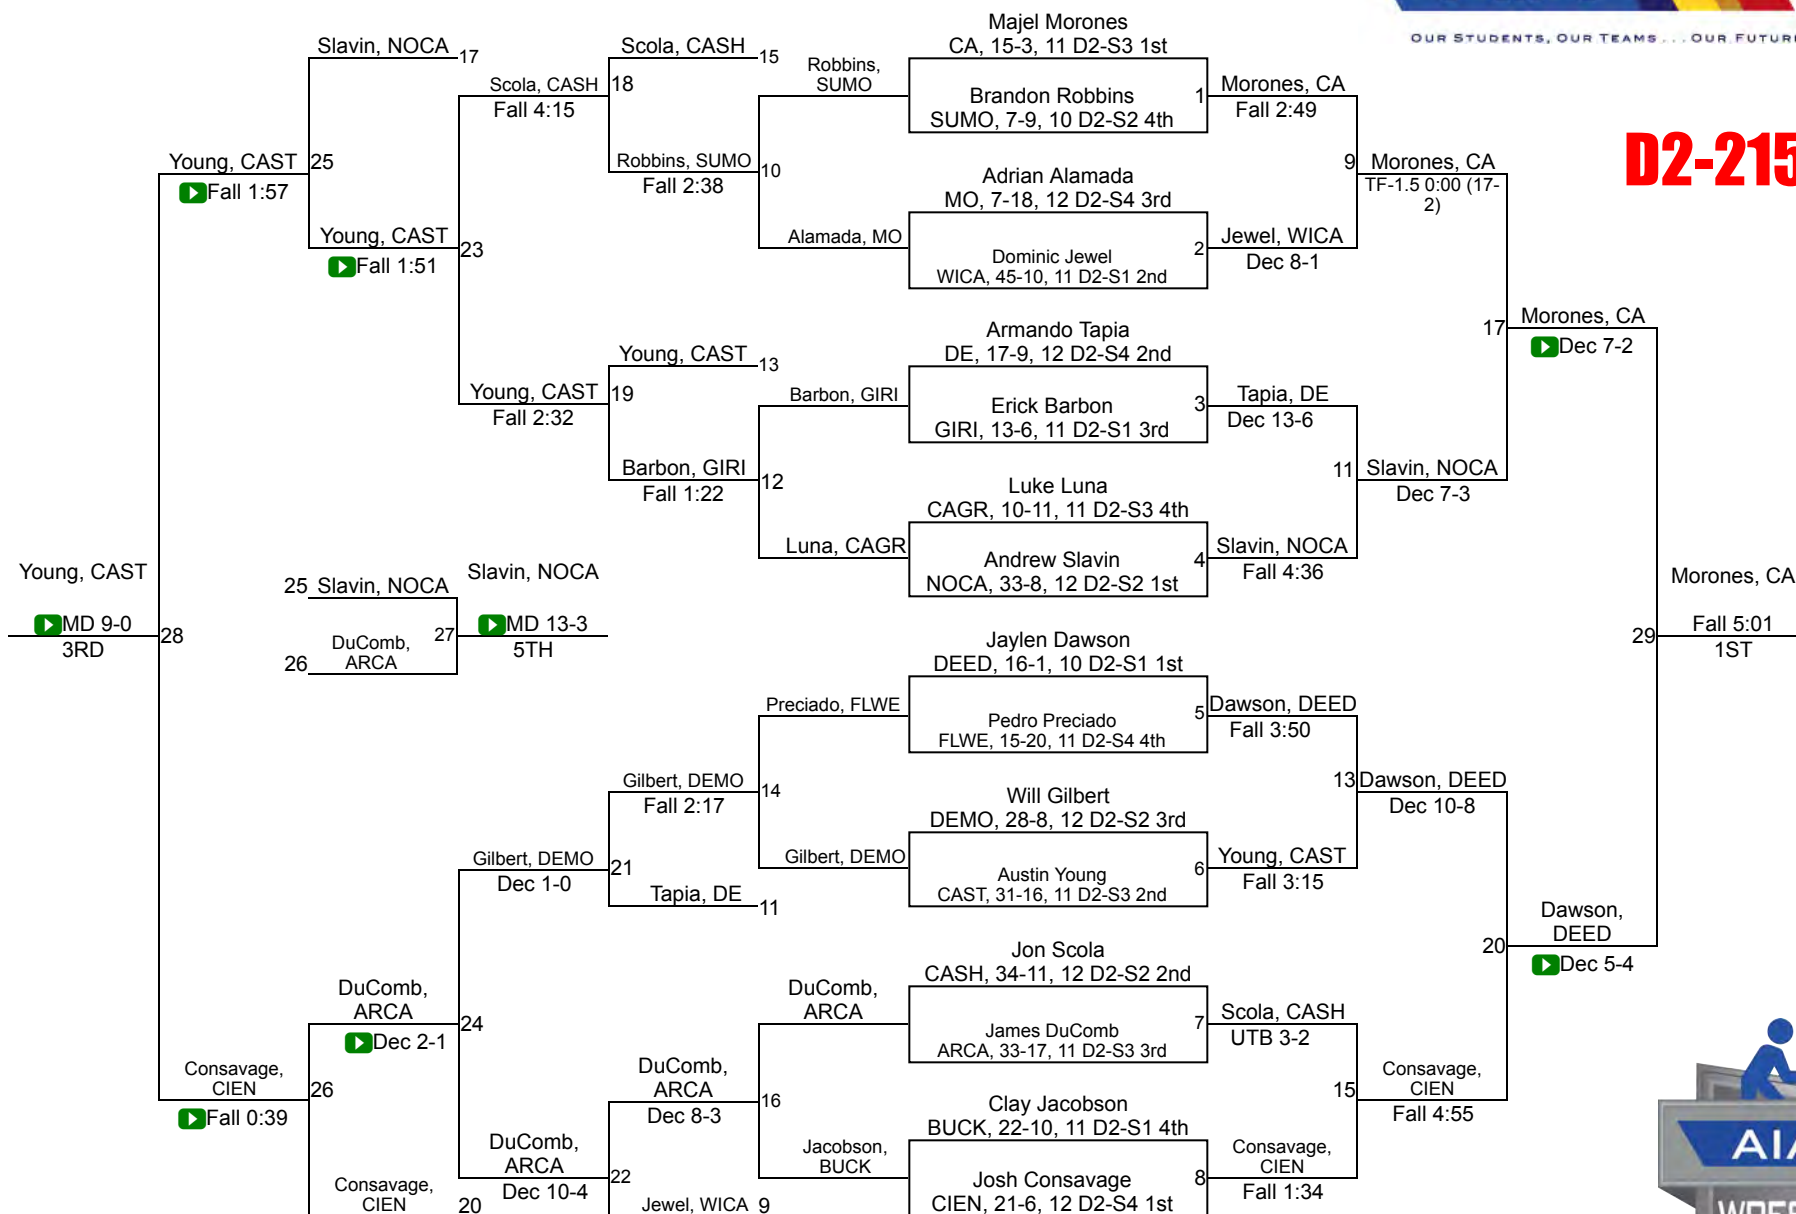 OUR STUDENTS, OUR TEAMS . . . OUR FUTURE
D2-215
Slavin, NOCA
17
Scola, CASH
Fall 4:15
18
Scola, CASH
15
Robbins, SUMO
Fall 2:38
10
Robbins,
SUMO
Alamada, MO
Young, CAST
Fall 1:57
25
Young, CAST
Fall 1:51
23
Young, CAST
Fall 2:32
19
Young, CAST
13
Barbon, GIRI
Fall 1:22
12
Barbon, GIRI
Luna, CAGR
Majel Morones
CA, 15-3, 11 D2-S3 1st
Brandon Robbins
SUMO, 7-9, 10 D2-S2 4th
1
Morones, CA
Fall 2:49
Adrian Alamada
MO, 7-18, 12 D2-S4 3rd
Dominic Jewel
WICA, 45-10, 11 D2-S1 2nd
2
Jewel, WICA
Dec 8-1
9
Morones, CA
TF-1.5 0:00 (17-
2)
Armando Tapia
DE, 17-9, 12 D2-S4 2nd
Erick Barbon
GIRI, 13-6, 11 D2-S1 3rd
3
Tapia, DE
Dec 13-6
Luke Luna
CAGR, 10-11, 11 D2-S3 4th
Andrew Slavin
NOCA, 33-8, 12 D2-S2 1st
4
Slavin, NOCA
Fall 4:36
11
Slavin, NOCA
Dec 7-3
17
Morones, CA
Dec 7-2
Young, CAST
MD 9-0
3RD
28
25
Slavin, NOCA
26
DuComb,
ARCA
27
Slavin, NOCA
MD 13-3
5TH
29
Morones, CA
Fall 5:01
1ST
Jaylen Dawson
DEED, 16-1, 10 D2-S1 1st
Pedro Preciado
FLWE, 15-20, 11 D2-S4 4th
5
Dawson, DEED
Fall 3:50
Will Gilbert
DEMO, 28-8, 12 D2-S2 3rd
Austin Young
CAST, 31-16, 11 D2-S3 2nd
6
Young, CAST
Fall 3:15
13
Dawson, DEED
Dec 10-8
Preciado, FLWE
Gilbert, DEMO
14
Gilbert, DEMO
Fall 2:17
21
Gilbert, DEMO
Dec 1-0
Tapia, DE
11
Jon Scola
CASH, 34-11, 12 D2-S2 2nd
James DuComb
ARCA, 33-17, 11 D2-S3 3rd
7
Scola, CASH
UTB 3-2
Clay Jacobson
BUCK, 22-10, 11 D2-S1 4th
Josh Consavage
CIEN, 21-6, 12 D2-S4 1st
8
Consavage,
CIEN
Fall 1:34
15
Consavage,
CIEN
Fall 4:55
20
Dawson,
DEED
Dec 5-4
DuComb,
ARCA
Jacobson,
BUCK
16
DuComb,
ARCA
Dec 8-3
22
DuComb,
ARCA
Dec 10-4
Jewel, WICA
9
24
DuComb,
ARCA
Dec 2-1
26
Consavage,
CIEN
Fall 0:39
Consavage,
CIEN
20